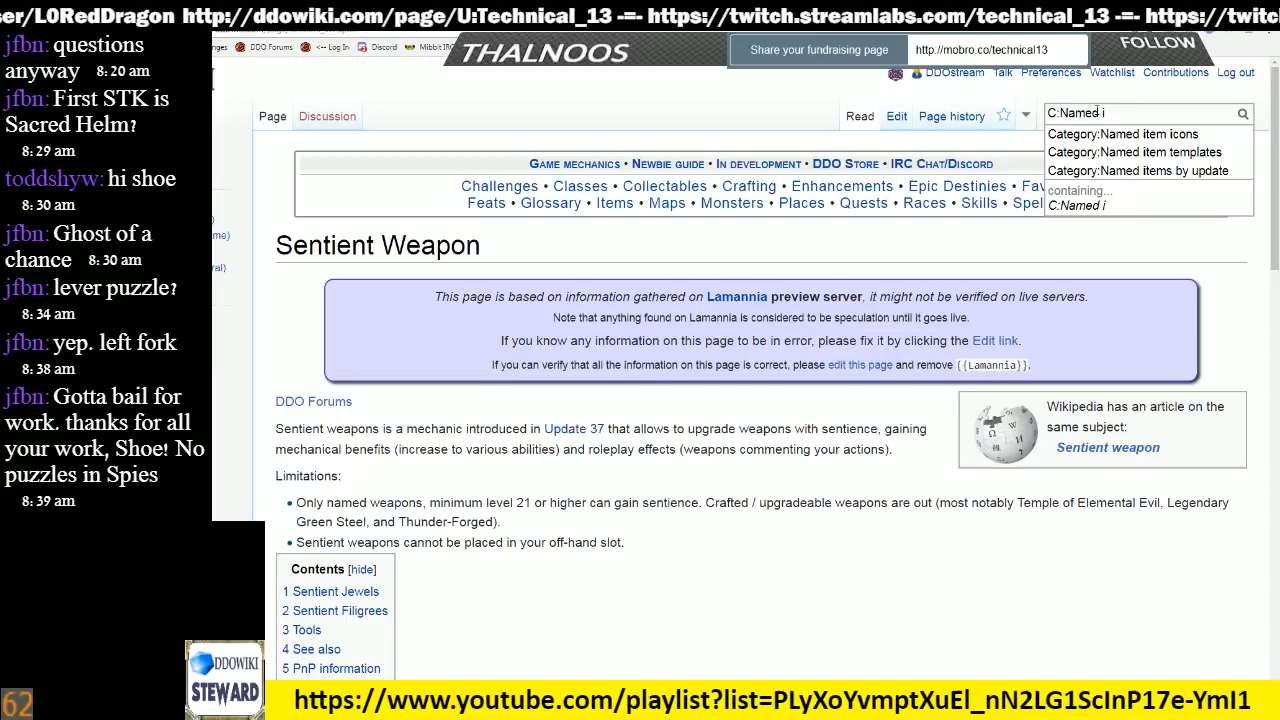 ser/L0RedDragon http://ddowiki.com/page/U:Technical_13 -=- https://twitch.streamlabs.com/technical_13 -=- https://twitc
jfbn: questions
anyway 8:20 am
jfbn: First STK is
Sacred Helm?
8:29 am
toddshyw: hi shoe
8:30 am
jfbn: Ghost of a
chance 8:30 am
jfbn: lever puzzle?
8:34 am
jfbn: yep. left fork
8:38 am
jfbn: Gotta bail for
work. thanks for all
your work, Shoe! No
puzzles in Spies
8:39 am
nges DDO Forums <-- Log In Discord Mibbit IR
THALNOOS
Share your fundraising page http://mobro.co/technical13
FOLLOW
DDOstream Talk Preferences Watchlist Contributions Log out
Page Discussion Read Edit Page history
C:Named i
Category:Named item icons
Category:Named item templates
Category:Named items by update
containing...
C:Named i
Game mechanics • Newbie guide • In development • DDO Store • IRC Chat/Discord
Challenges • Classes • Collectables • Crafting • Enhancements • Epic Destinies • Fav
Feats • Glossary • Items • Maps • Monsters • Places • Quests • Races • Skills • Spel
me)
ral)
Sentient Weapon
This page is based on information gathered on Lamannia preview server, it might not be verified on live servers.
Note that anything found on Lamannia is considered to be speculation until it goes live.
If you know any information on this page to be in error, please fix it by clicking the Edit link.
If you can verify that all the information on this page is correct, please edit this page and remove {{Lamannia}}.
DDO Forums
Sentient weapons is a mechanic introduced in Update 37 that allows to upgrade weapons with sentience, gaining
mechanical benefits (increase to various abilities) and roleplay effects (weapons commenting your actions).
Wikipedia has an article on the
same subject:
Sentient weapon
Limitations:
• Only named weapons, minimum level 21 or higher can gain sentience. Crafted / upgradeable weapons are out (most notably Temple of Elemental Evil, Legendary
Green Steel, and Thunder-Forged).
• Sentient weapons cannot be placed in your off-hand slot.
Contents [hide]
1 Sentient Jewels
2 Sentient Filigrees
3 Tools
4 See also
5 PnP information
DDOWIKI
STEWARD
62
https://www.youtube.com/playlist?list=PLyXoYvmptXuEl_nN2LG1ScInP17e-YmI1